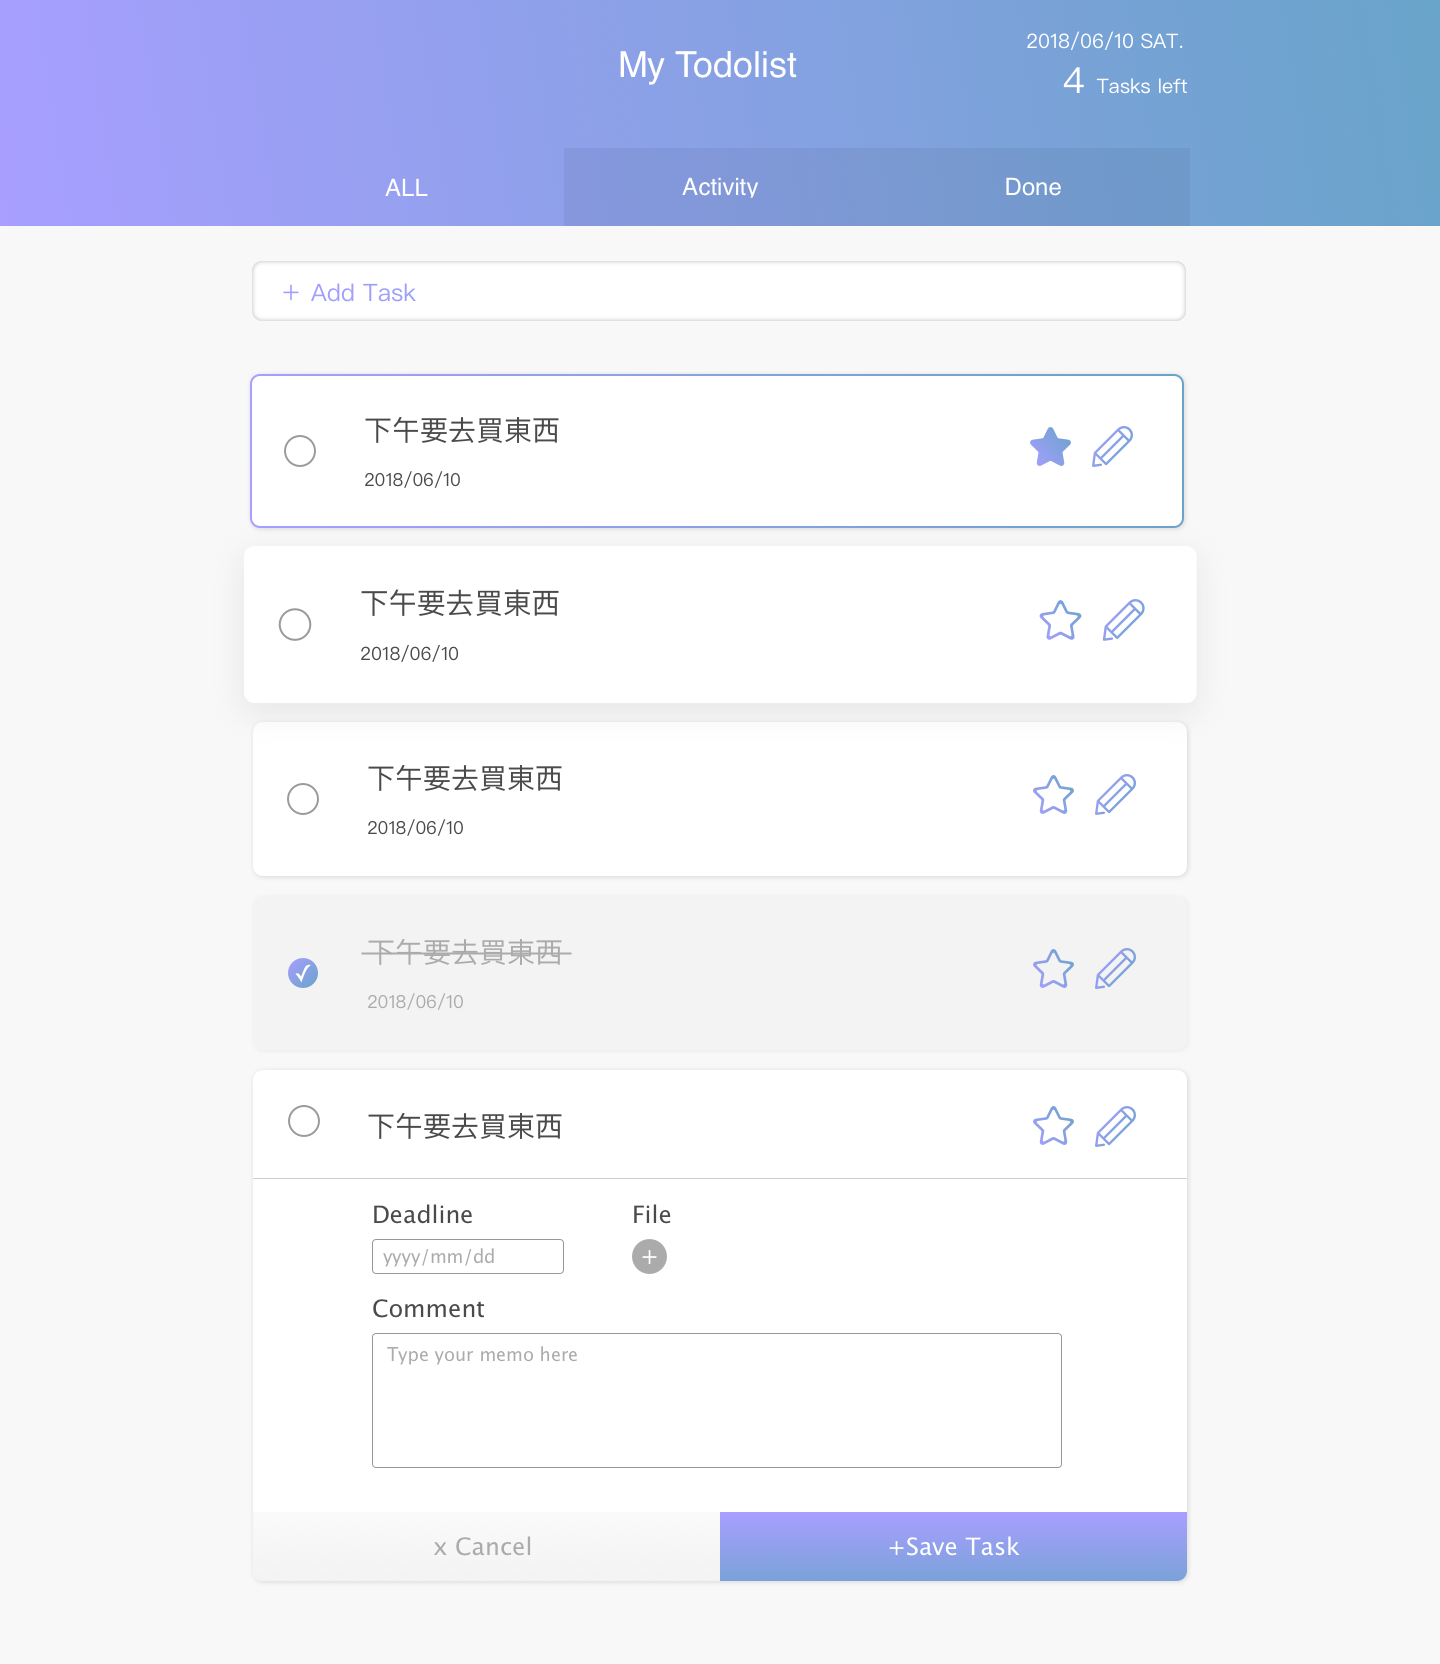 My Todolist
2018/06/10 SAT.
4 Tasks left
ALL
Activity
Done
+ Add Task
下午要去買東西
2018/06/10
下午要去買東西
2018/06/10
下午要去買東西
2018/06/10
下午要去買東西
2018/06/10
下午要去買東西
Deadline
File
yyyy/mm/dd
+
Comment
Type your memo here
x Cancel
+Save Task